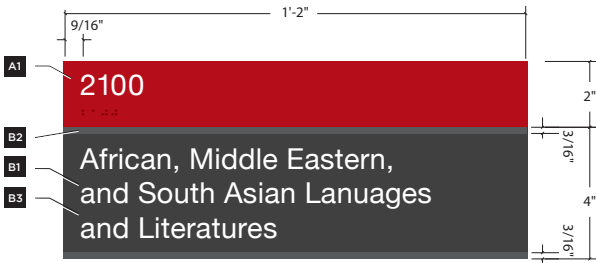 1'-2"
9/16"
A1
2100
2"
B2
3/16"
B1
African, Middle Eastern,
B3
and South Asian Lanuages
4"
and Literatures
3/16"